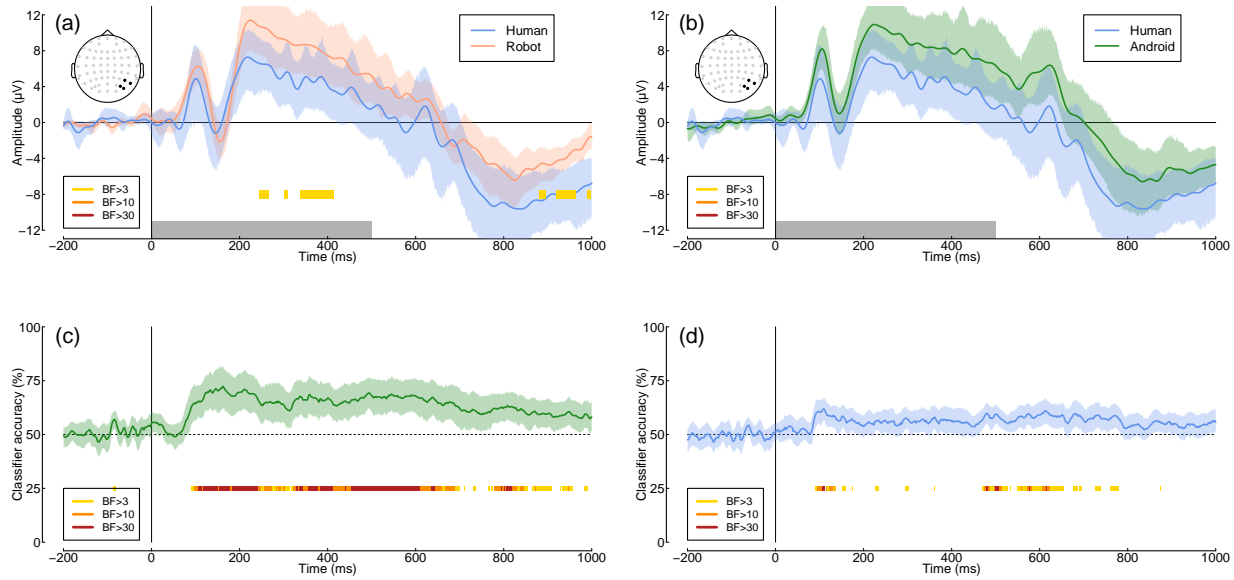 (a)
Human
Robot
12
8
4
0
−4
−8
−12
Amplitude (µV)
BF>3
BF>10
BF>30
−200
0
200
400
600
800
1000
Time (ms)
(b)
Human
Android
12
8
4
0
−4
−8
−12
Amplitude (µV)
BF>3
BF>10
BF>30
−200
0
200
400
600
800
1000
Time (ms)
(c)
100
75
50
25
0
Classifier accuracy (%)
BF>3
BF>10
BF>30
−200
0
200
400
600
800
1000
Time (ms)
(d)
100
75
50
25
0
Classifier accuracy (%)
BF>3
BF>10
BF>30
−200
0
200
400
600
800
1000
Time (ms)